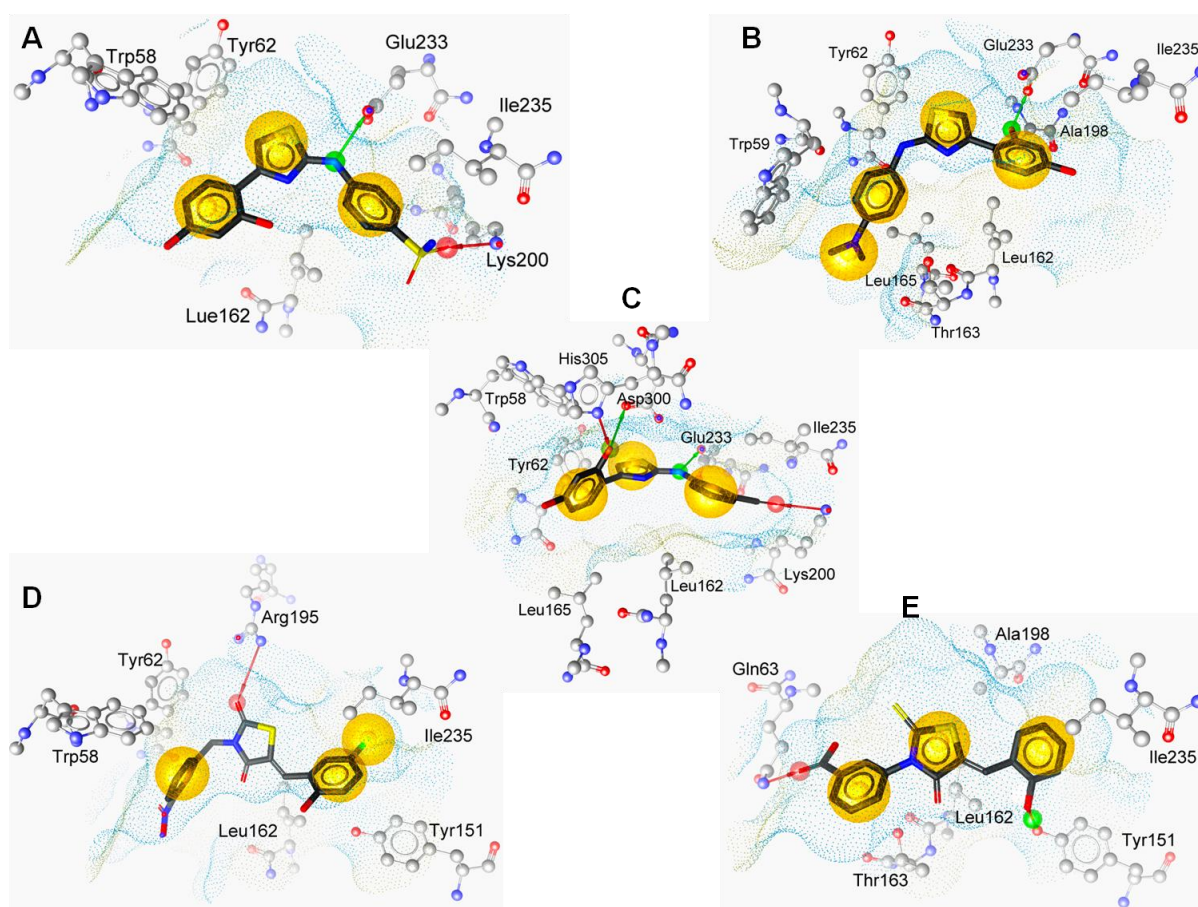 A
Trp58
Tyr62
Glu233
Ile235
Lys200
Lue162
B
Tyr62
Glu233
Ile235
Trp59
Ala198
Leu165
Leu162
Thr163
C
His305
Trp58
Asp300
Glu233
Ile235
Tyr62
Leu162
Lys200
Leu165
D
Arg195
Tyr62
Trp58
Ile235
Leu162
Tyr151
E
Ala198
Gln63
Ile235
Leu162
Thr163
Tyr151